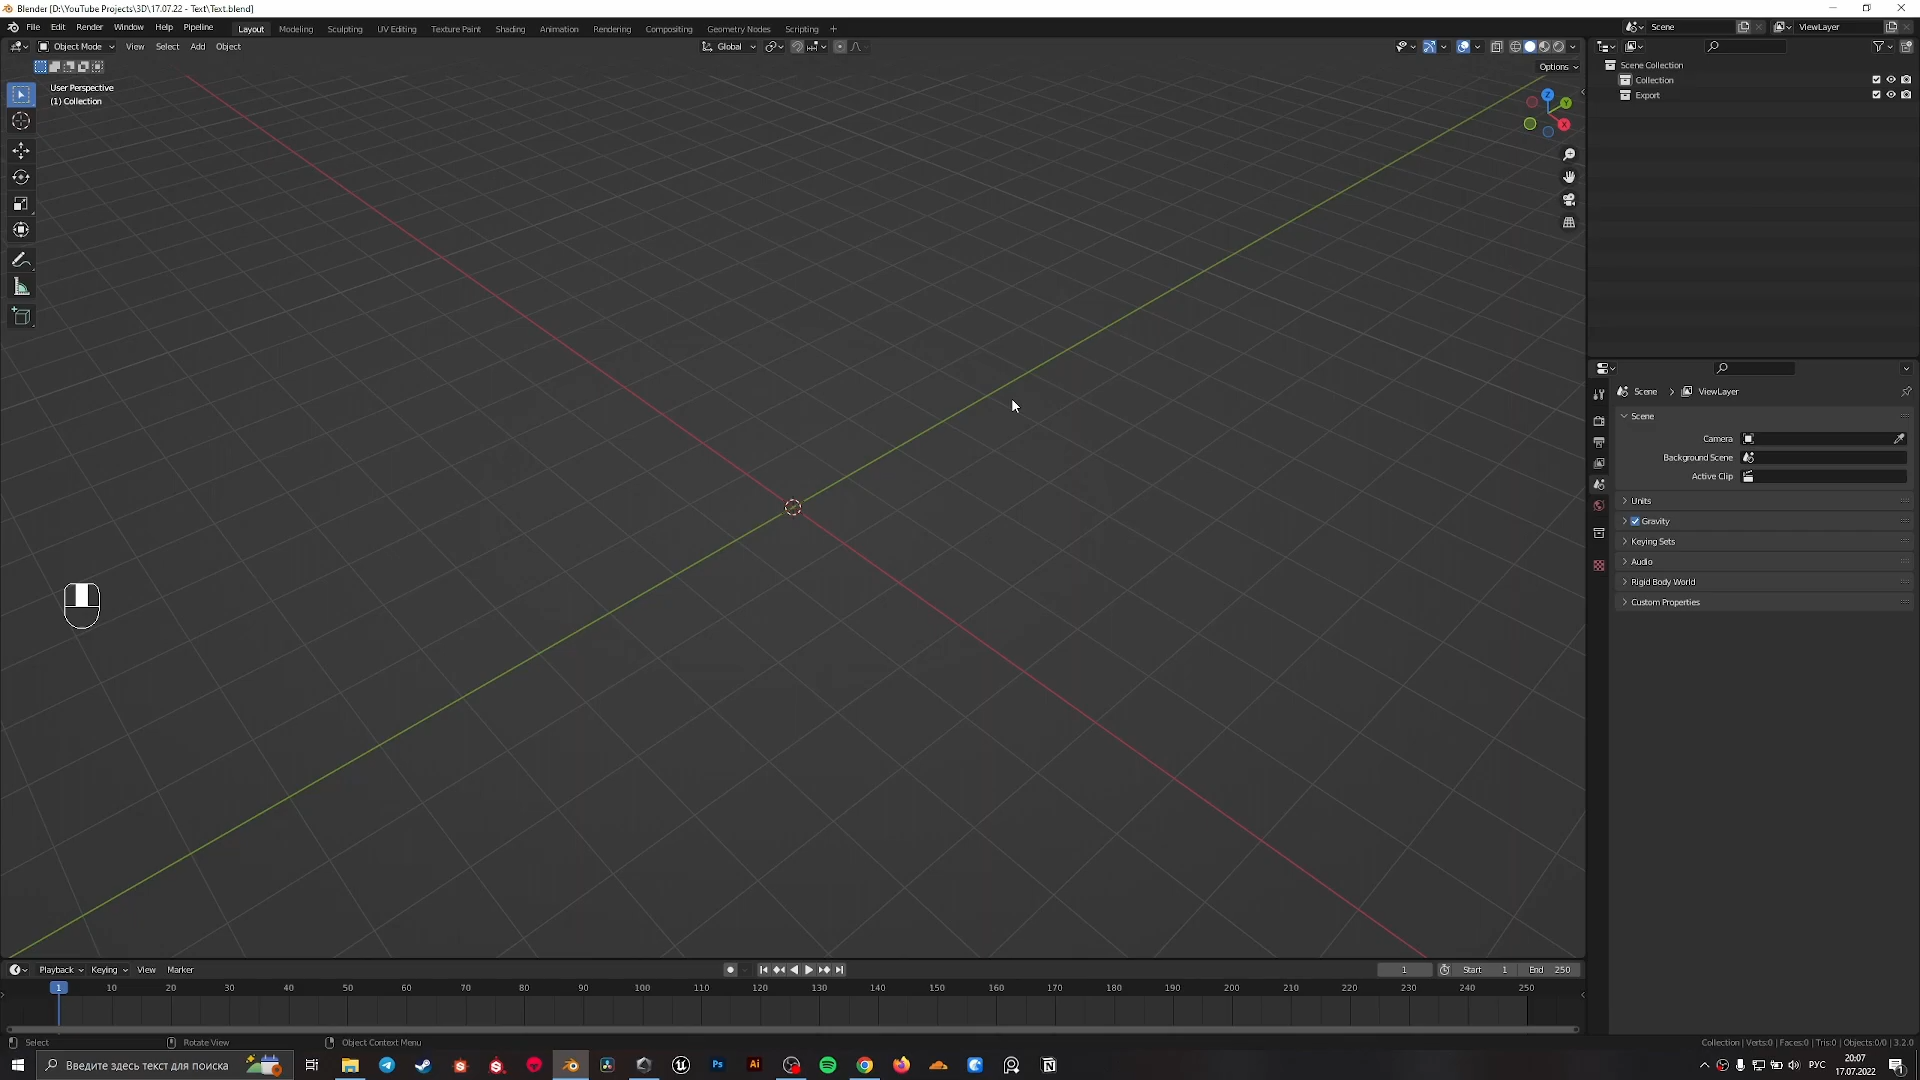 Blender [D:\YouTube Projects\3D\17.07.22 - Text\Text.blend]
File Edit Render Window Help Pipeline Layout Modeling Sculpting UV Editing Texture Paint Shading Animation Rendering Compositing Geometry Nodes Scripting + Scene ViewLayer
Object Mode View Select Add Object Global
Options
Scene Collection
Collection
Export
User Perspective
(1) Collection
Z
Y
X
Scene > ViewLayer
Scene
Camera
Background Scene
Active Clip
Units
Gravity
Keying Sets
Audio
Rigid Body World
Custom Properties
Playback Keying View Marker 1 Start 1 End 250
1 10 20 30 40 50 60 70 80 90 100 110 120 130 140 150 160 170 180 190 200 210 220 230 240 250
Select Rotate View Object Context Menu Collection | Verts:0 | Faces:0 | Tris:0 | Objects:0/0 | 3.2.0
Введите здесь текст для поиска Ps Ai РУС 20:07
17.07.2022 1